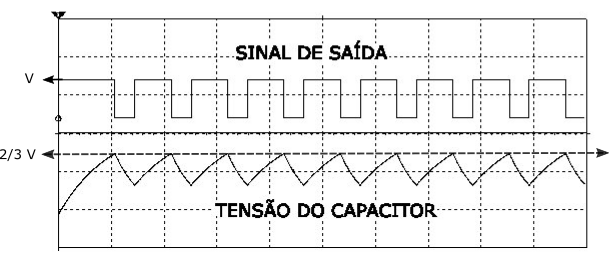 SINAL DE SAÍDA
V
2/3 V
TENSÃO DO CAPACITOR